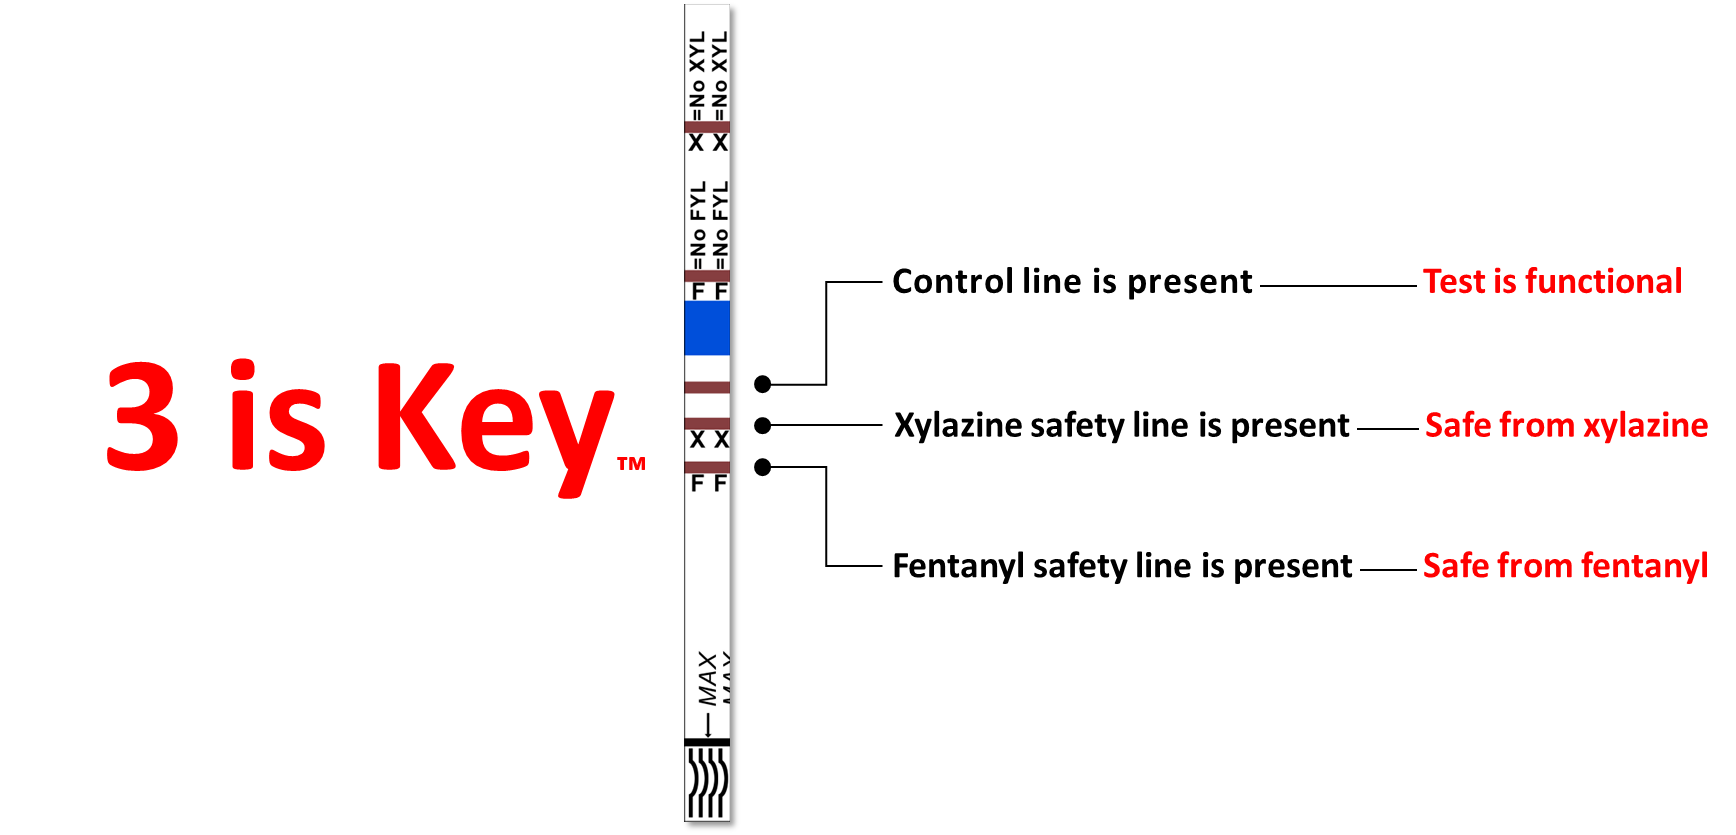 3 is Key™
=No XYL
=No XYL
X X
=No FYL
=No FYL
F F
X X
F F
MAX
MAX
Control line is present
Test is functional
Xylazine safety line is present
Safe from xylazine
Fentanyl safety line is present
Safe from fentanyl